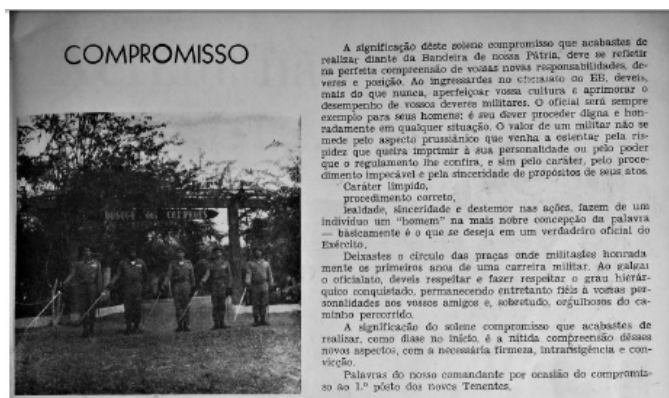 COMPROMISSO
BOSQUE dos CAIPORAS
A significação dêste solene compromisso que acabastes de
realizar diante da Bandeira de nossa Pátria, deve se refletir
na perfeita compreensão de vossas novas responsabilidades, de-
veres e posição. Ao ingressardes no oficialato do EB, deveis,
mais do que nunca, aperfeiçoar vossa cultura e aprimorar o
desempenho de vossos deveres militares. O oficial será sempre
exemplo para seus homens: é seu dever proceder digna e hon-
radamente em qualquer situação. O valor de um militar não se
mede pelo aspecto prussiânico que venha a ostentar pela rís-
pidez que queira imprimir à sua personalidade ou pelo poder
que o regulamento lhe confira, e sim pelo caráter, pelo proce-
dimento impecável e pela sinceridade de propósitos de seus atos.
Caráter límpido,
procedimento correto,
lealdade, sinceridade e destemor nas ações, fazem de um
indivíduo um "homem" na mais nobre concepção da palavra
— básicamente é o que se deseja em um verdadeiro oficial do
Exército.
Deixastes o círculo das praças onde militastes honrada
mente os primeiros anos de uma carreira militar. Ao galgar
o oficialato, deveis respeitar e fazer respeitar o grau hierár-
quico conquistado, permanecendo entretanto fiéis à vossas per-
sonalidades aos vossos amigos e, sobretudo, orgulhosos do ca-
minho percorrido.
A significação do solene compromisso que acabastes de
realizar, como disse no início, é a nítida compreensão dêsses
novos aspectos, com a necessária firmeza, intransigência e con-
vicção.
Palavras do nosso comandante por ocasião do compromis-
so ao 1.º pôsto dos novos Tenentes.